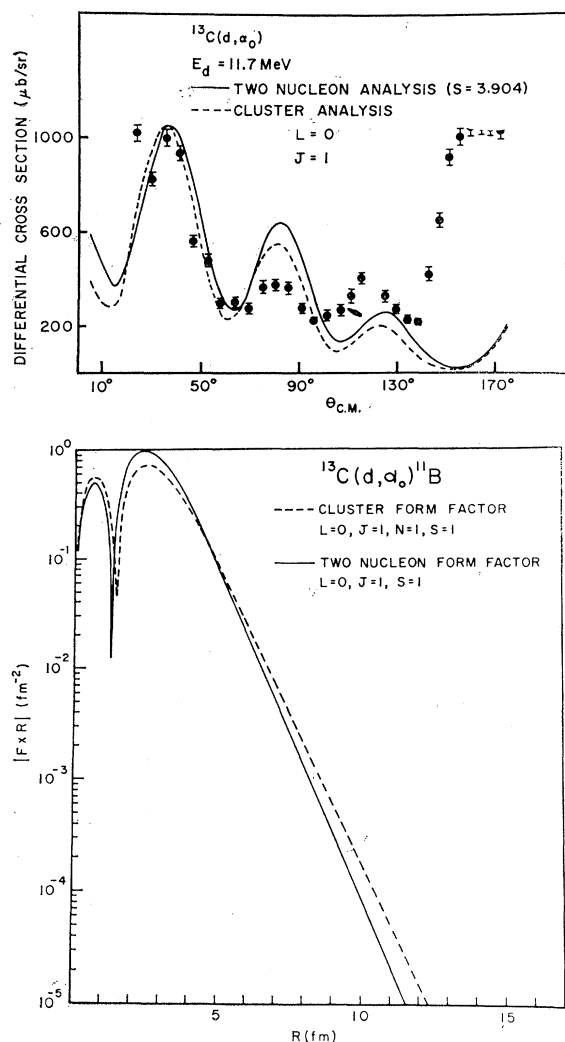 ¹³C(d,α₀)
E_d = 11.7 MeV
TWO NUCLEON ANALYSIS (S = 3.904)
CLUSTER ANALYSIS
L = 0
J = 1
DIFFERENTIAL CROSS SECTION (μb/sr)
1000
600
200
10° 50° 90° 130° 170°
θ_C.M.
¹³C(d,α₀)¹¹B
CLUSTER FORM FACTOR
L=0, J=1, N=1, S=1
TWO NUCLEON FORM FACTOR
L=0, J=1, S=1
|F×R| (fm⁻²)
10⁰
10⁻¹
10⁻²
10⁻³
10⁻⁴
10⁻⁵
5 10 15
R (fm)